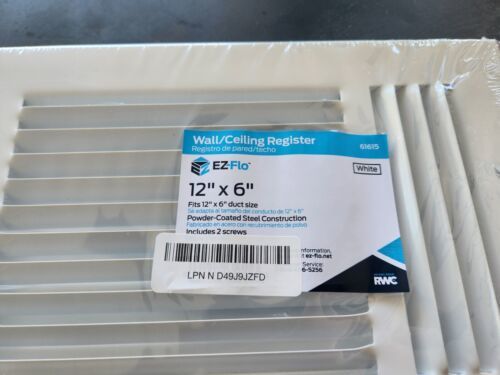 Wall/Ceiling Register
Registro de pared/techo
61615
EZ-FLO
White
12" x 6"
Fits 12" x 6" duct size
Se adapta al tamaño del conducto de 12" x 6"
Powder-Coated Steel Construction
Fabricado en acero con recubrimiento de polvo
Includes 2 screws
information,
ez-flo.net
Service:
6-5256
LPN N D49J9JZFD
RWC